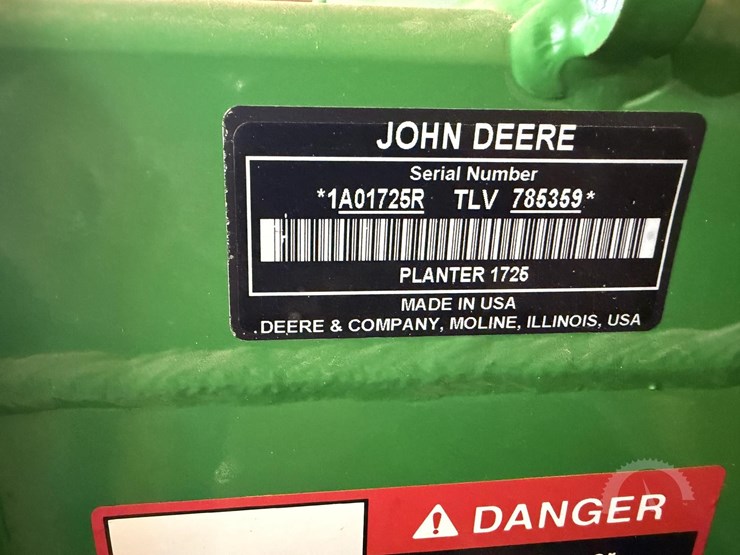 JOHN DEERE
Serial Number
*1A01725R TLV 785359*
PLANTER 1725
MADE IN USA
DEERE & COMPANY, MOLINE, ILLINOIS, USA
DANGER